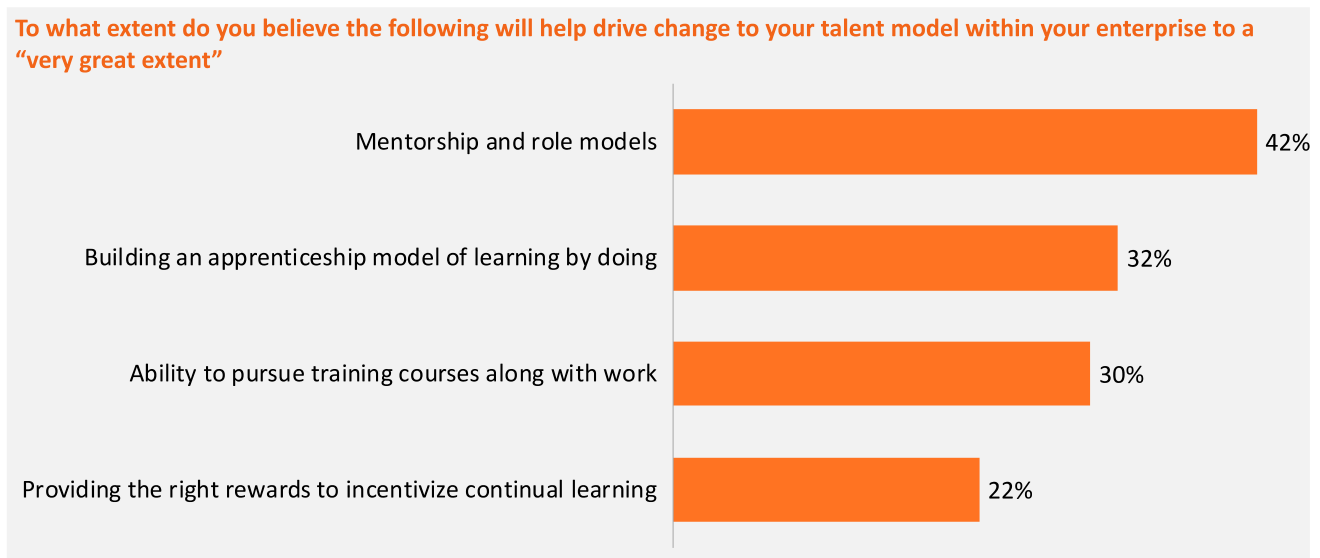 To what extent do you believe the following will help drive change to your talent model within your enterprise to a
“very great extent”
Mentorship and role models 42%
Building an apprenticeship model of learning by doing 32%
Ability to pursue training courses along with work 30%
Providing the right rewards to incentivize continual learning 22%